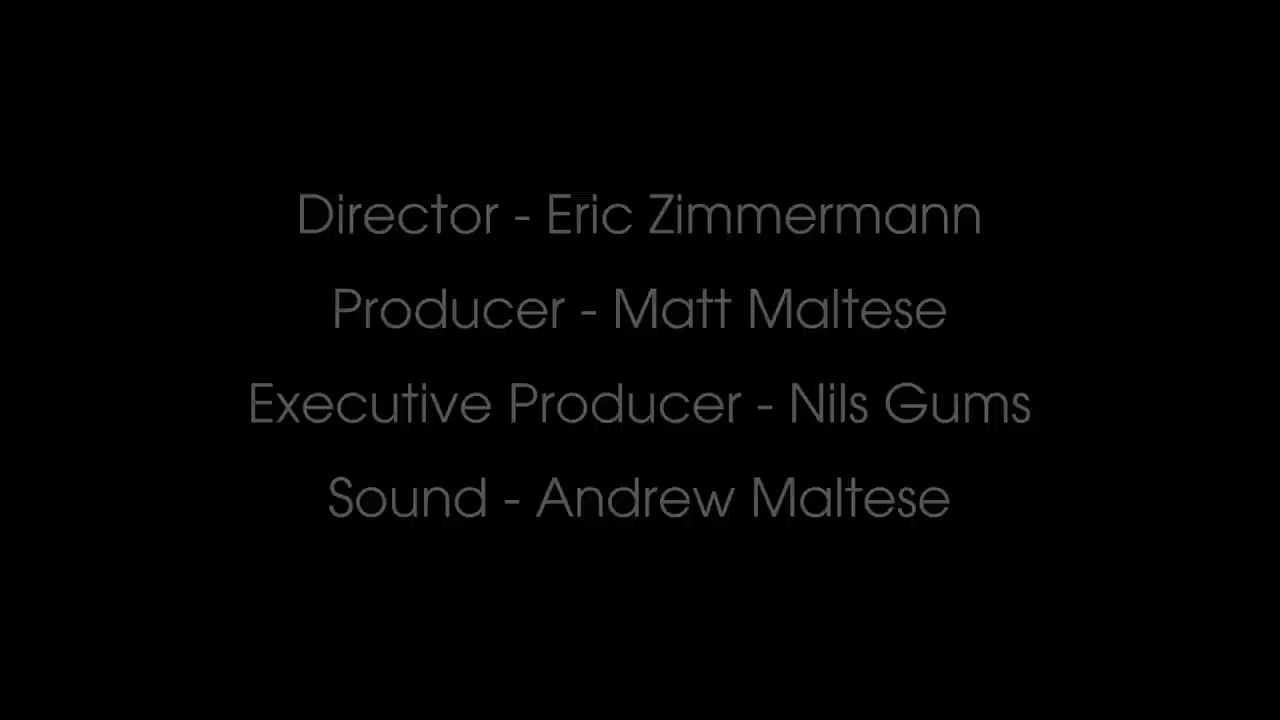 Director - Eric Zimmermann
Producer - Matt Maltese
Executive Producer - Nils Gums
Sound - Andrew Maltese